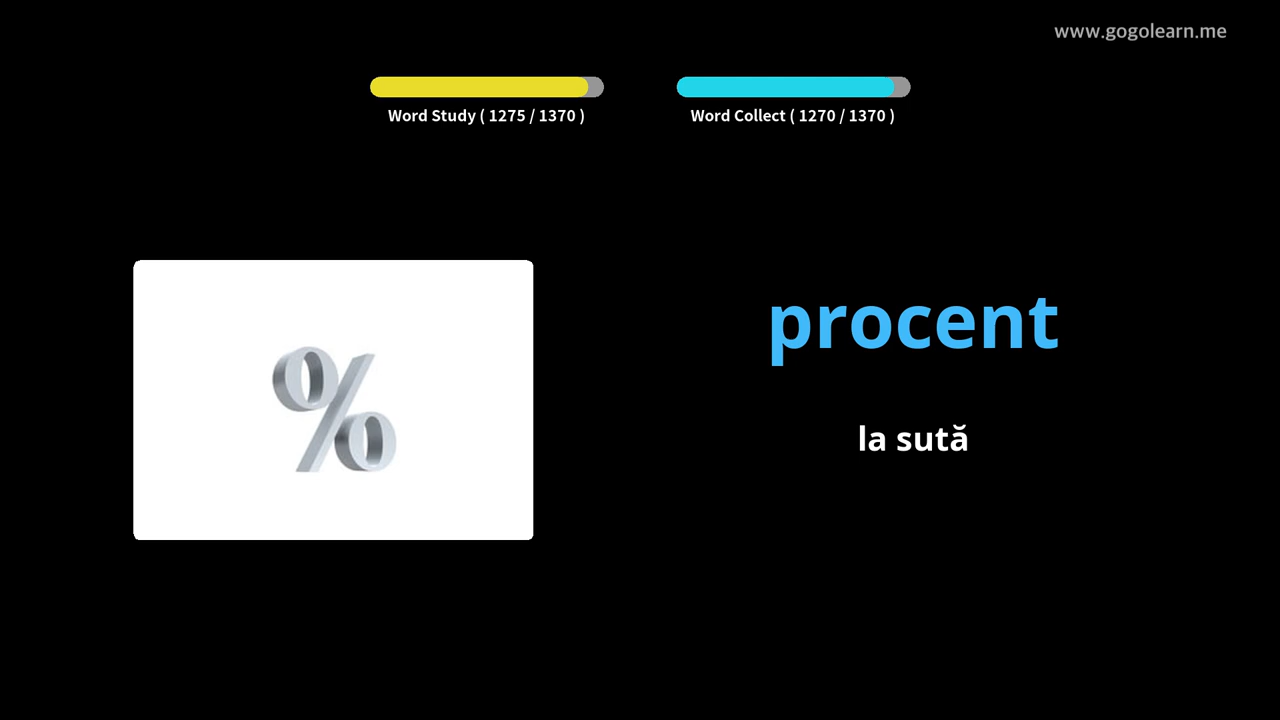 www.gogolearn.me
Word Study ( 1275 / 1370 )
Word Collect ( 1270 / 1370 )
%
procent
la sută